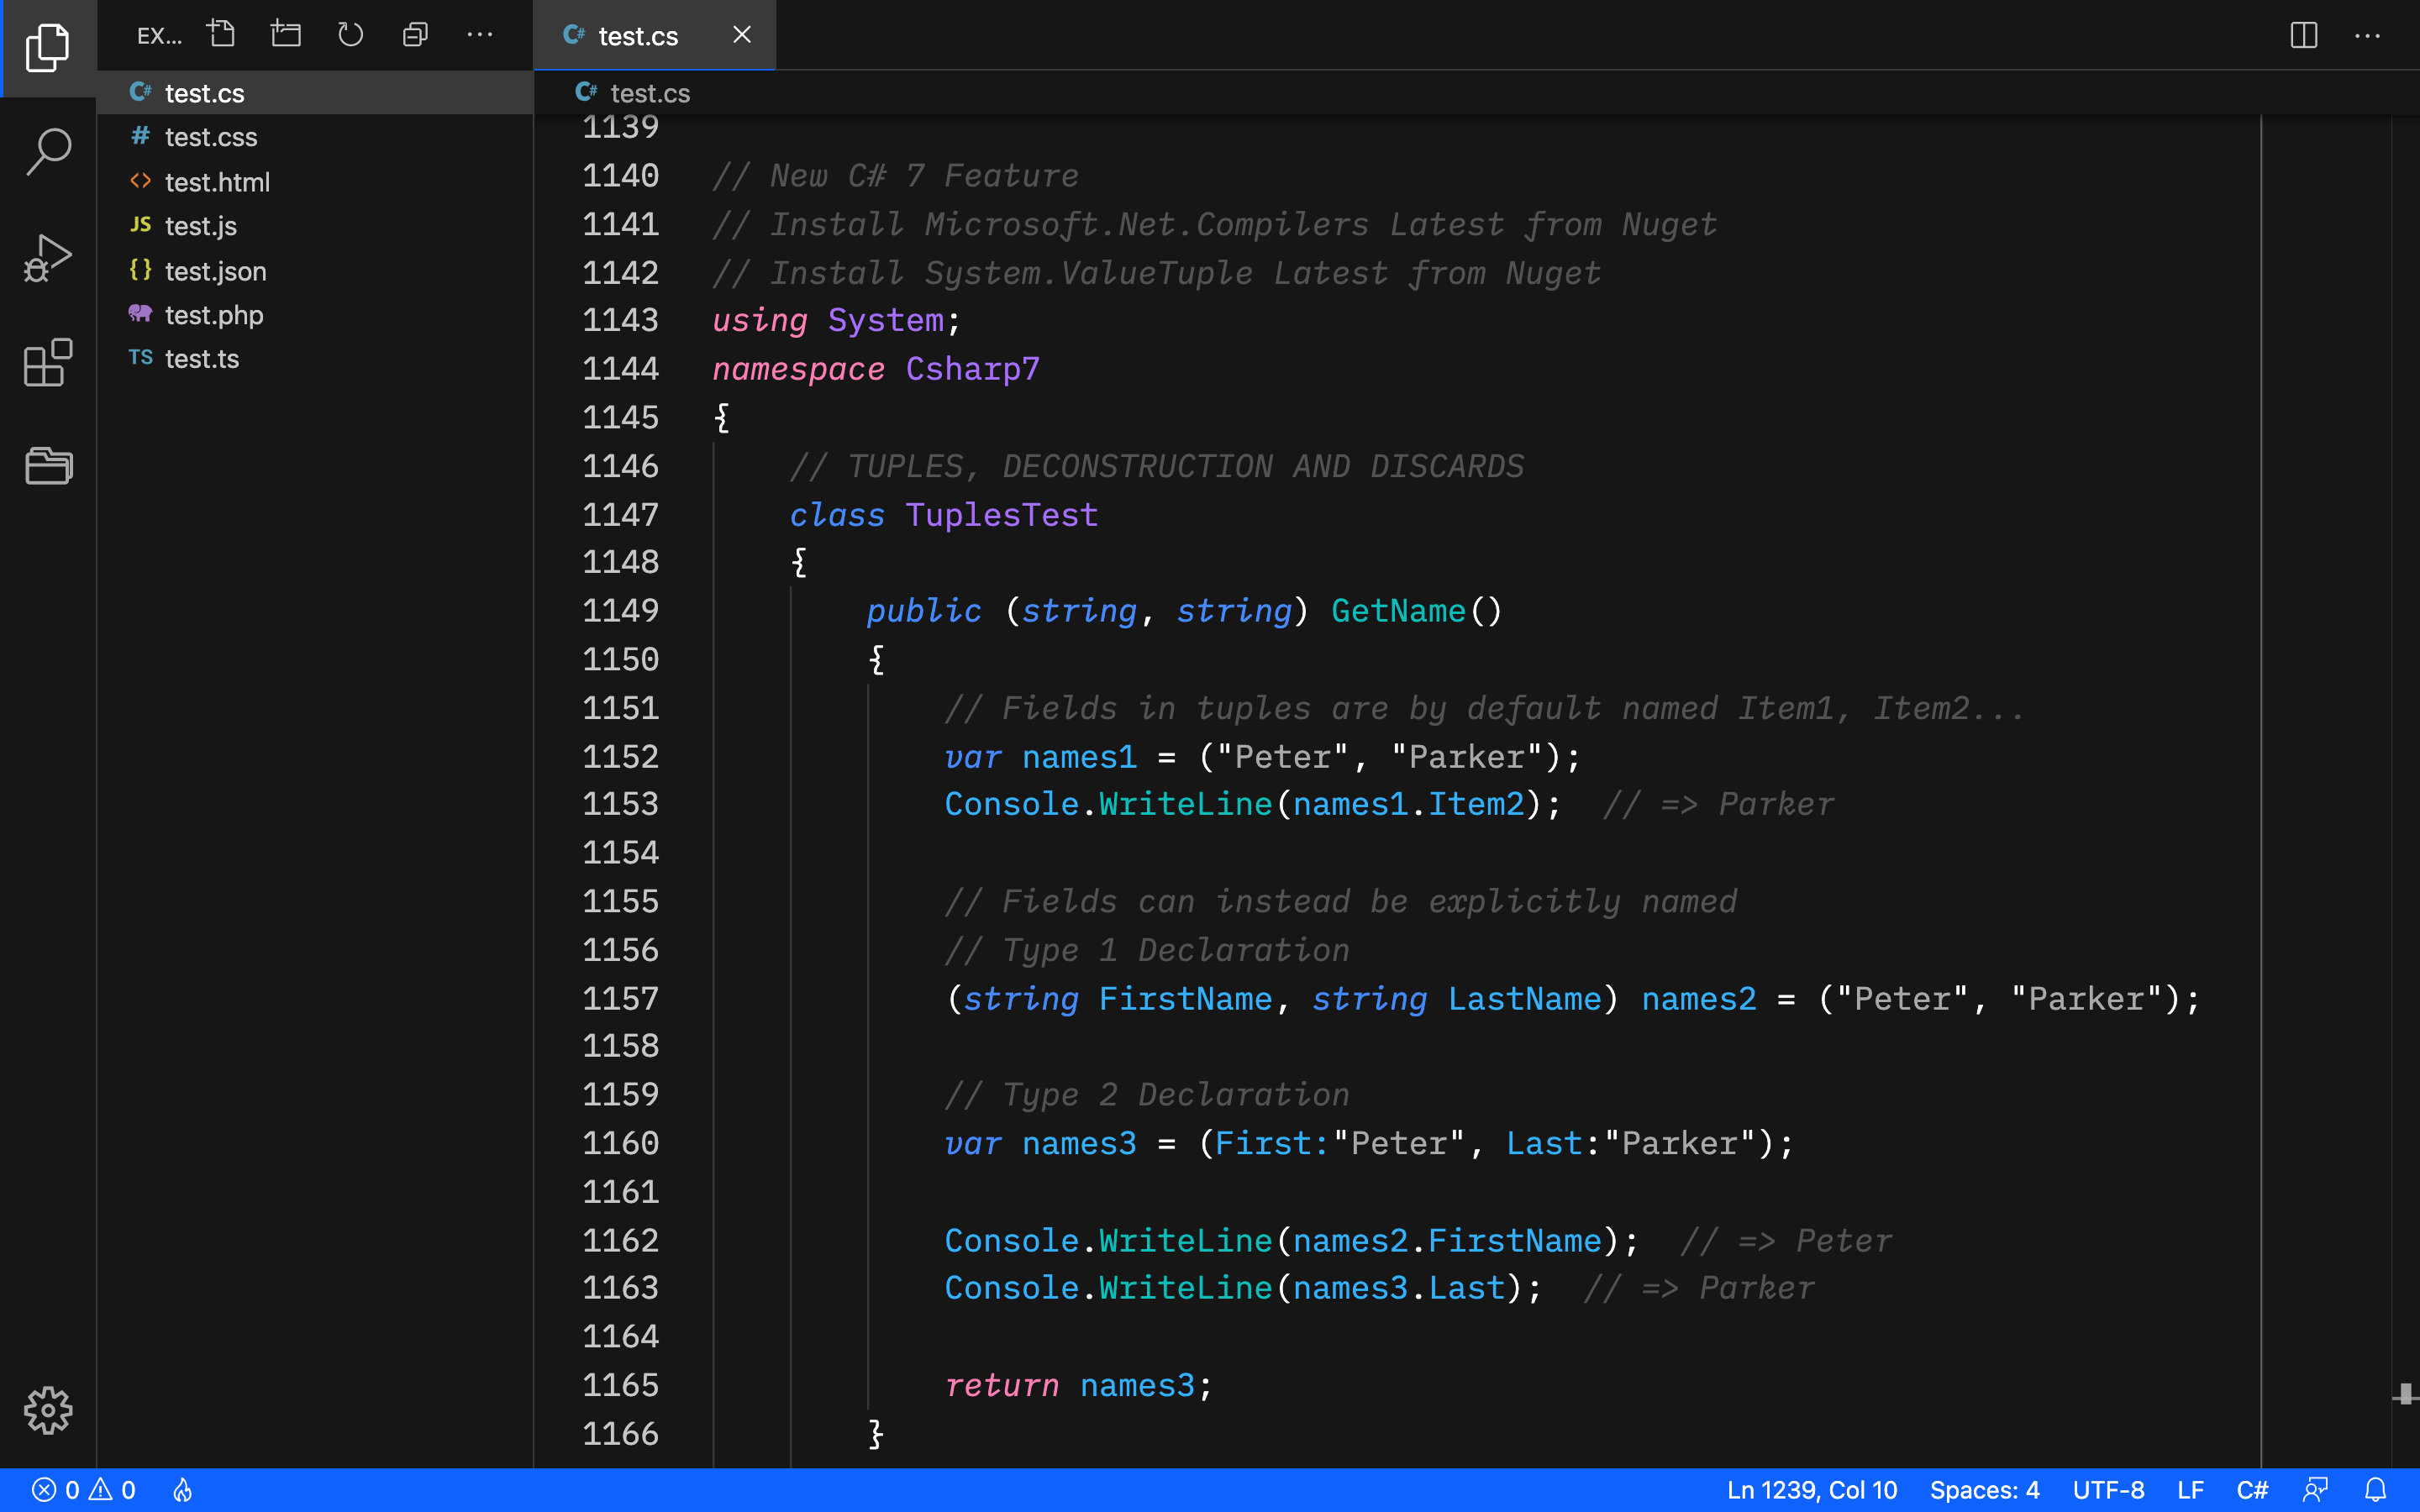 EX...
test.cs
test.css
test.html
JS test.js
{} test.json
test.php
TS test.ts
C# test.cs
C# test.cs
1139
1140 // New C# 7 Feature
1141 // Install Microsoft.Net.Compilers Latest from Nuget
1142 // Install System.ValueTuple Latest from Nuget
1143 using System;
1144 namespace Csharp7
1145 {
1146     // TUPLES, DECONSTRUCTION AND DISCARDS
1147     class TuplesTest
1148     {
1149         public (string, string) GetName()
1150         {
1151             // Fields in tuples are by default named Item1, Item2...
1152             var names1 = ("Peter", "Parker");
1153             Console.WriteLine(names1.Item2);  // => Parker
1154
1155             // Fields can instead be explicitly named
1156             // Type 1 Declaration
1157             (string FirstName, string LastName) names2 = ("Peter", "Parker");
1158
1159             // Type 2 Declaration
1160             var names3 = (First:"Peter", Last:"Parker");
1161
1162             Console.WriteLine(names2.FirstName);  // => Peter
1163             Console.WriteLine(names3.Last);  // => Parker
1164
1165             return names3;
1166         }
0 0 Ln 1239, Col 10 Spaces: 4 UTF-8 LF C#